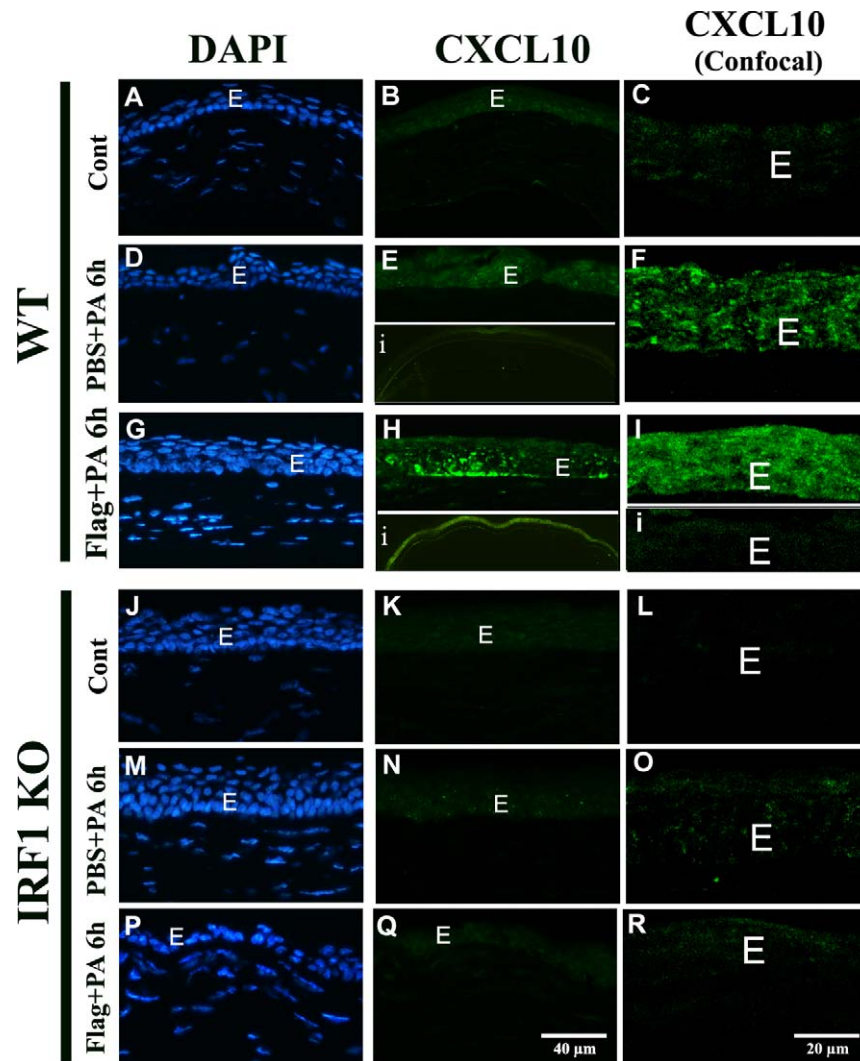 DAPI
CXCL10
CXCL10
(Confocal)
WT
Cont
A
E
B
E
C
E
PBS+PA 6h
D
E
E
E
i
F
E
Flag+PA 6h
G
E
H
E
i
I
E
i
E
IRF1 KO
Cont
J
E
K
E
L
E
PBS+PA 6h
M
E
N
E
O
E
Flag+PA 6h
P
E
Q
E
40 µm
R
E
20 µm